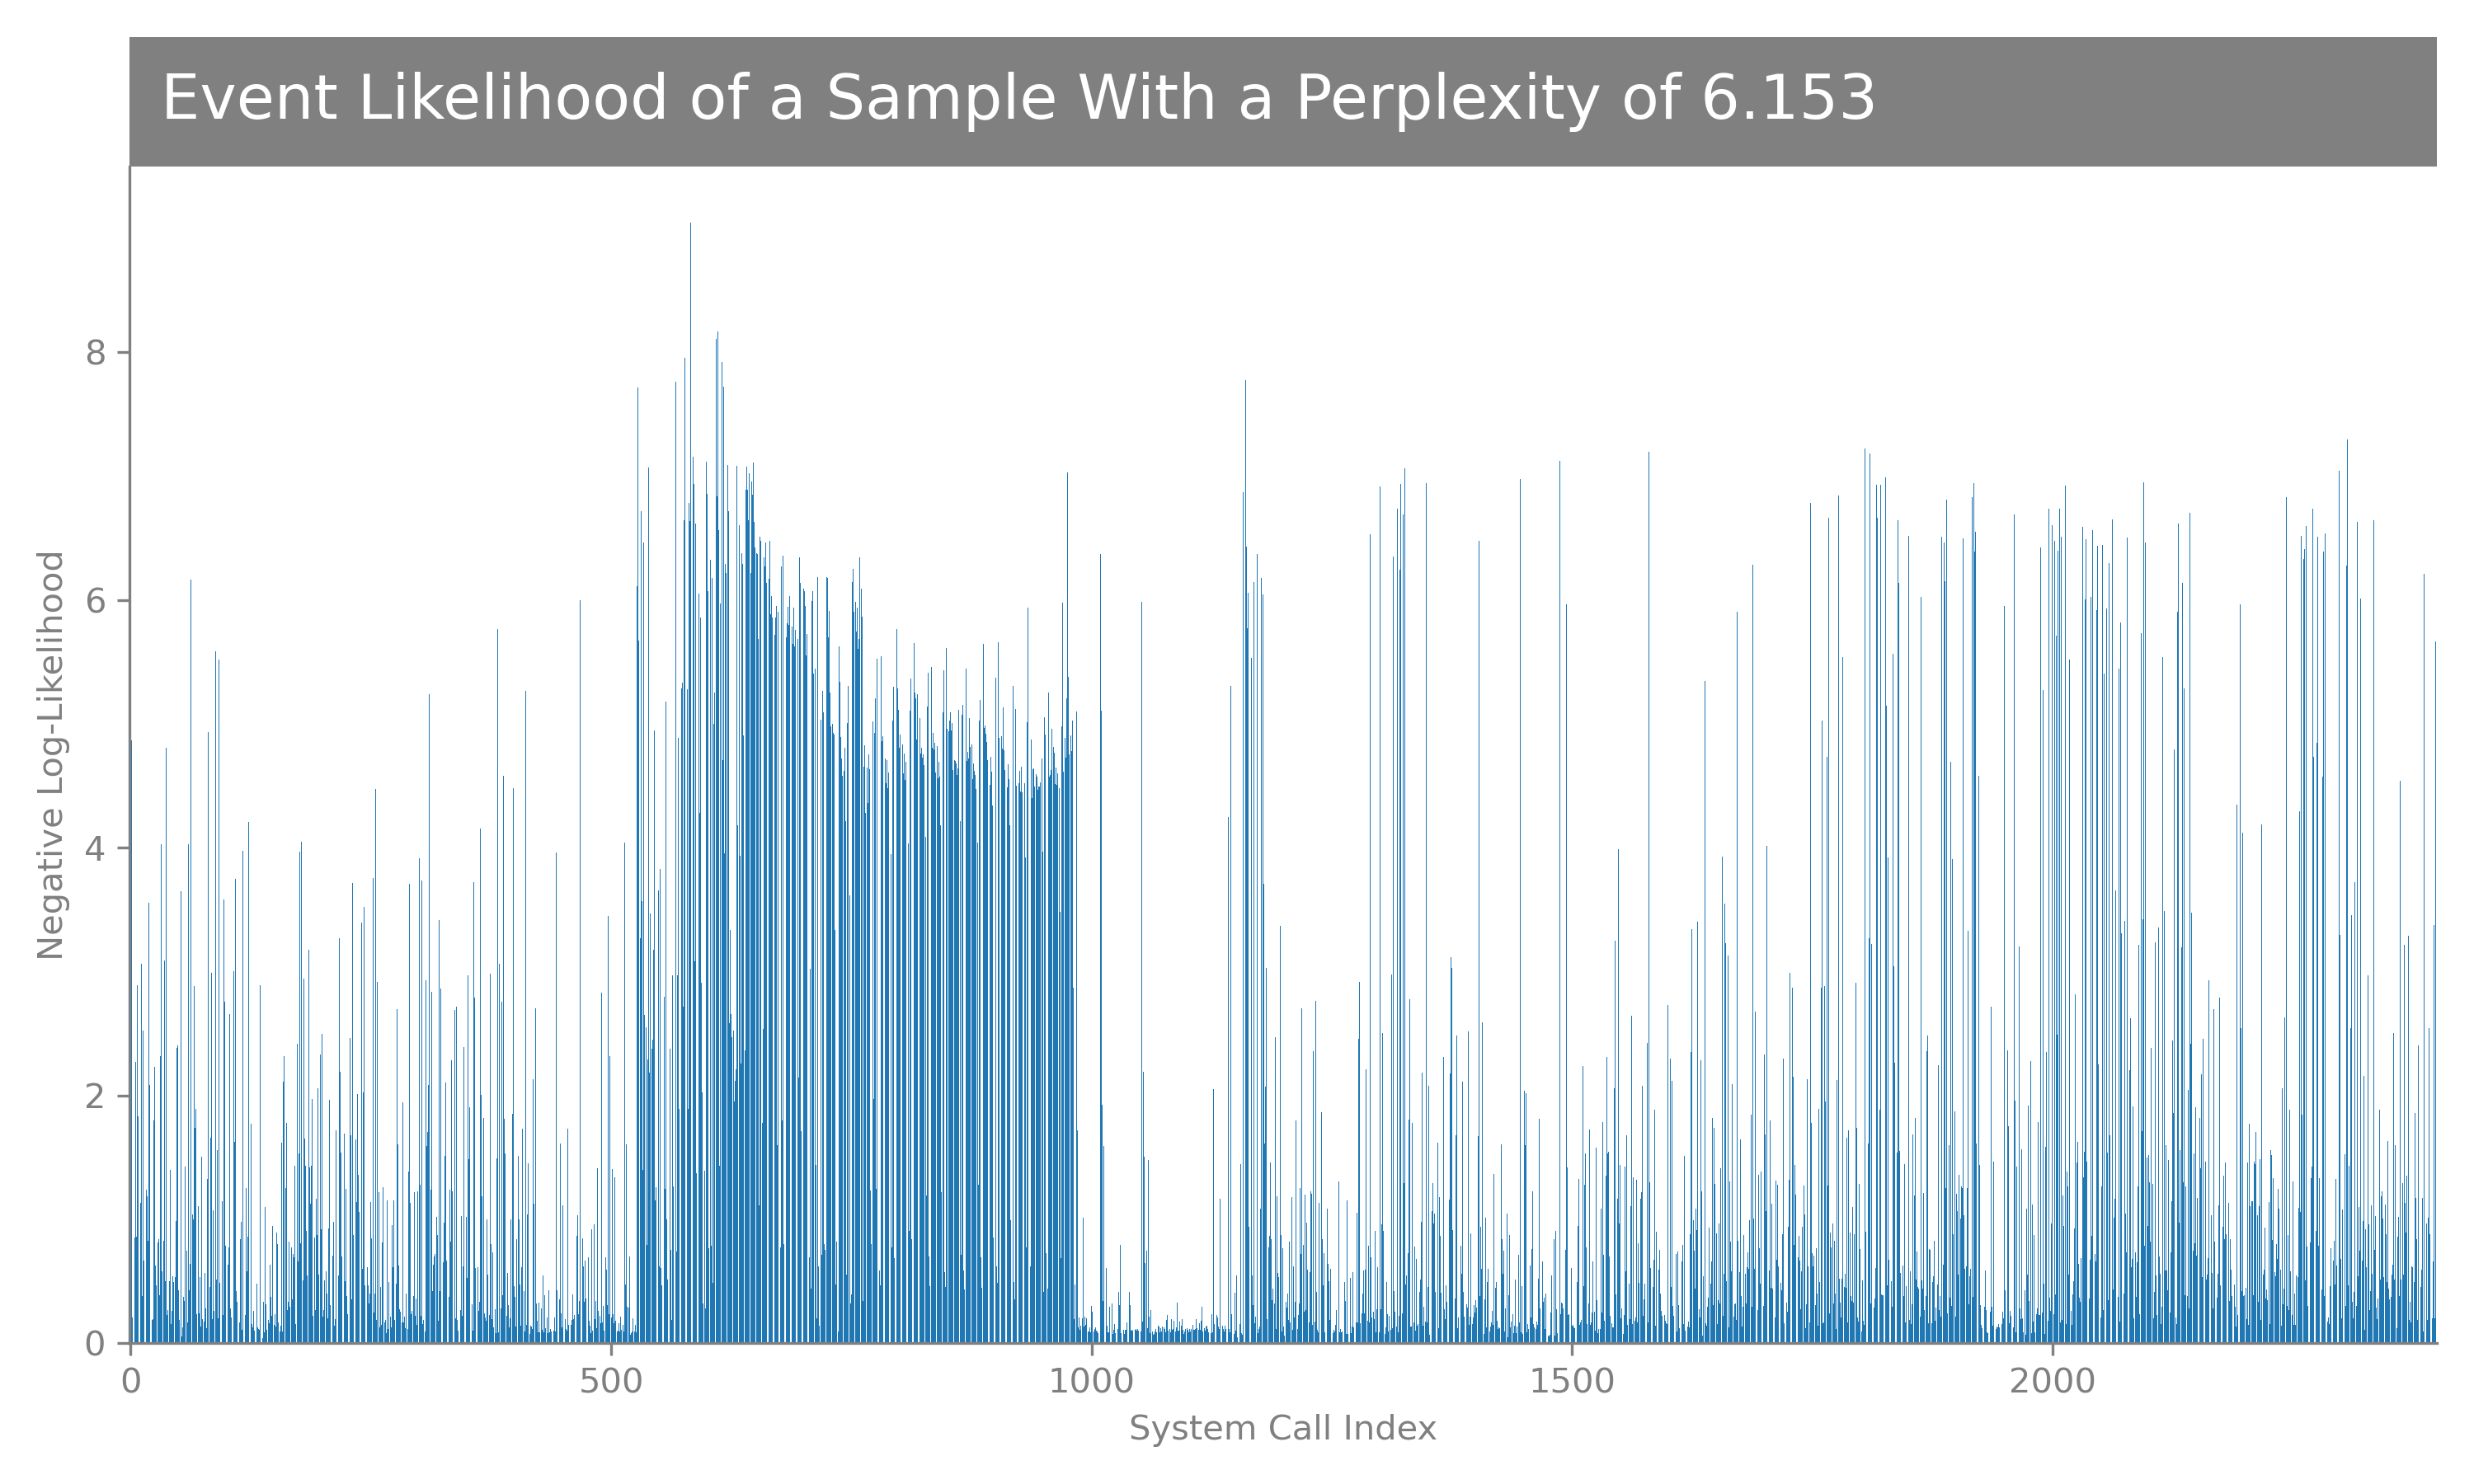 Event Likelihood of a Sample With a Perplexity of 6.153
Negative Log-Likelihood
8
6
4
2
0
0 500 1000 1500 2000
System Call Index